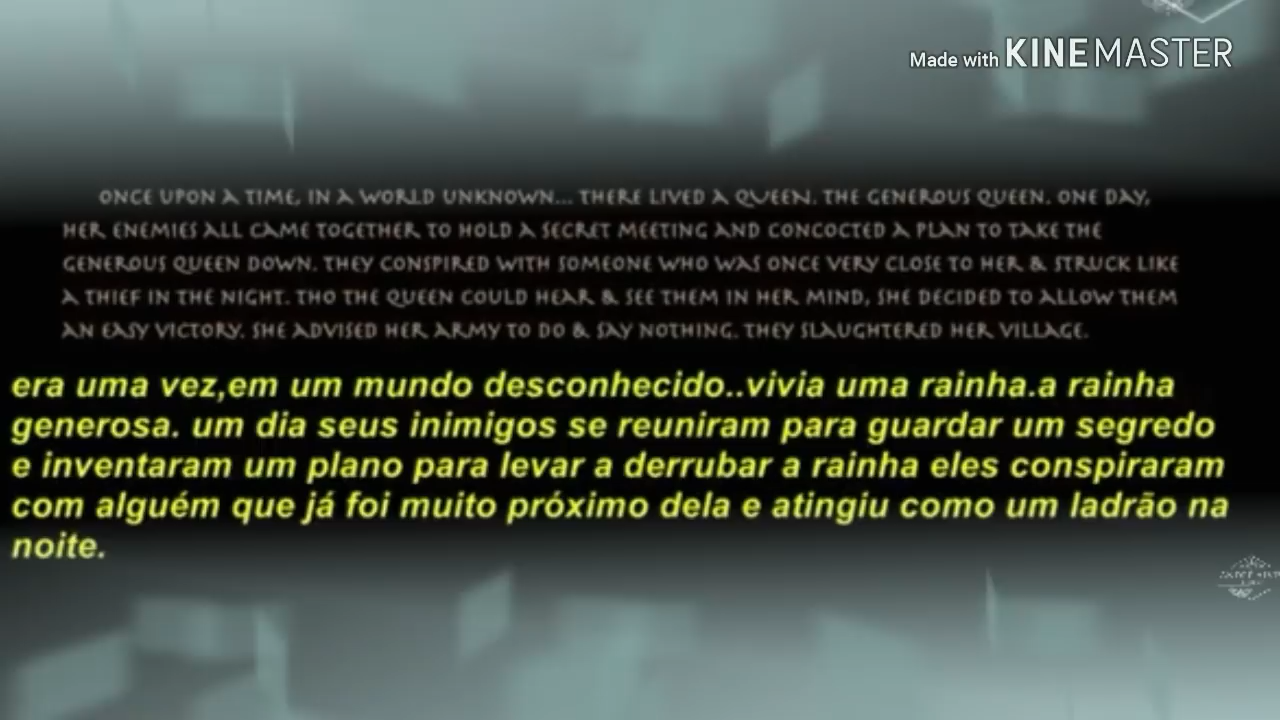 Made with KINEMASTER
ONCE UPON A TIME, IN A WORLD UNKNOWN... THERE LIVED A QUEEN. THE GENEROUS QUEEN. ONE DAY,
HER ENEMIES ALL CAME TOGETHER TO HOLD A SECRET MEETING AND CONCOCTED A PLAN TO TAKE THE
GENEROUS QUEEN DOWN. THEY CONSPIRED WITH SOMEONE WHO WAS ONCE VERY CLOSE TO HER & STRUCK LIKE
A THIEF IN THE NIGHT. THO THE QUEEN COULD HEAR & SEE THEM IN HER MIND, SHE DECIDED TO ALLOW THEM
AN EASY VICTORY. SHE ADVISED HER ARMY TO DO & SAY NOTHING. THEY SLAUGHTERED HER VILLAGE.
era uma vez,em um mundo desconhecido..vivia uma rainha.a rainha
generosa. um dia seus inimigos se reuniram para guardar um segredo
e inventaram um plano para levar a derrubar a rainha eles conspiraram
com alguém que já foi muito próximo dela e atingiu como um ladrão na
noite.